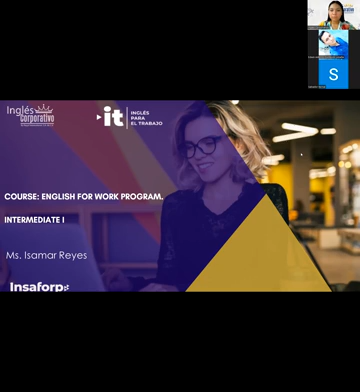 Inglés
Corporativo
it
INGLÉS
PARA
EL TRABAJO
COURSE: ENGLISH FOR WORK PROGRAM.
INTERMEDIATE I
Ms. Isamar Reyes
Insaforp
S